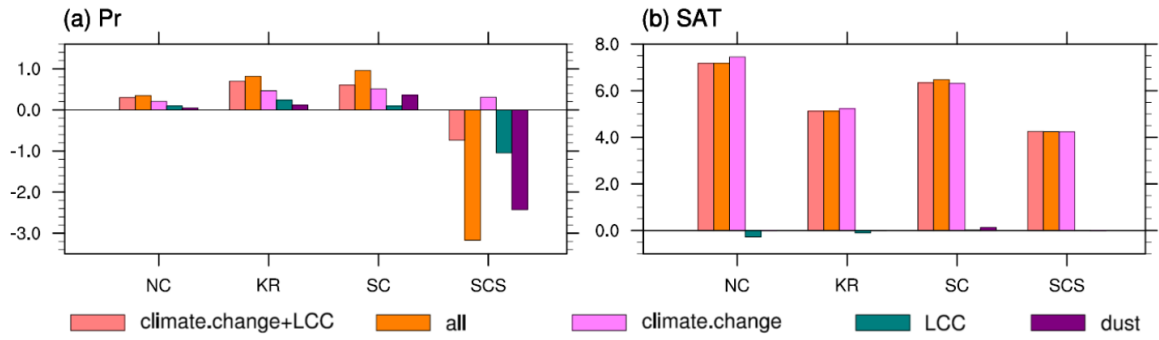 (a) Pr
(b) SAT
1.0
0.0
-1.0
-2.0
-3.0
NC KR SC SCS
8.0
6.0
4.0
2.0
0.0
NC KR SC SCS
climate.change+LCC all climate.change LCC dust